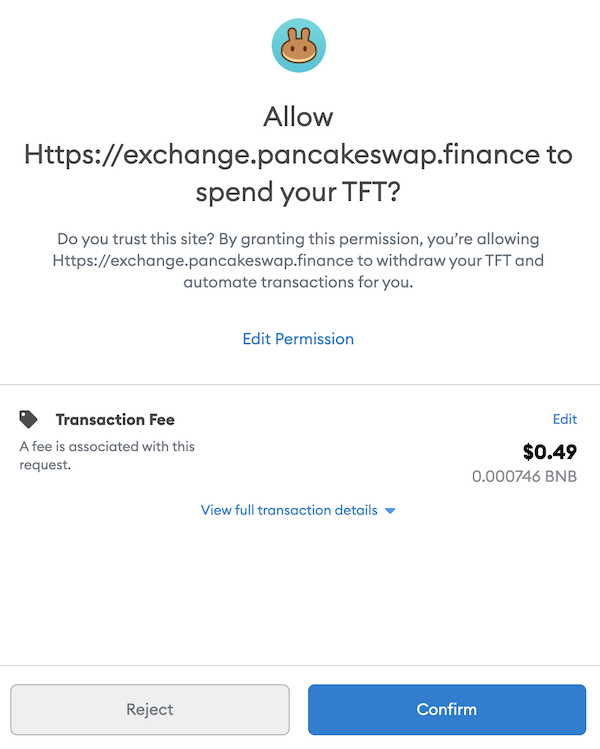 Allow
Https://exchange.pancakeswap.finance to
spend your TFT?
Do you trust this site? By granting this permission, you’re allowing
Https://exchange.pancakeswap.finance to withdraw your TFT and
automate transactions for you.
Edit Permission
Transaction Fee
Edit
A fee is associated with this
request.
$0.49
0.000746 BNB
View full transaction details
Reject
Confirm